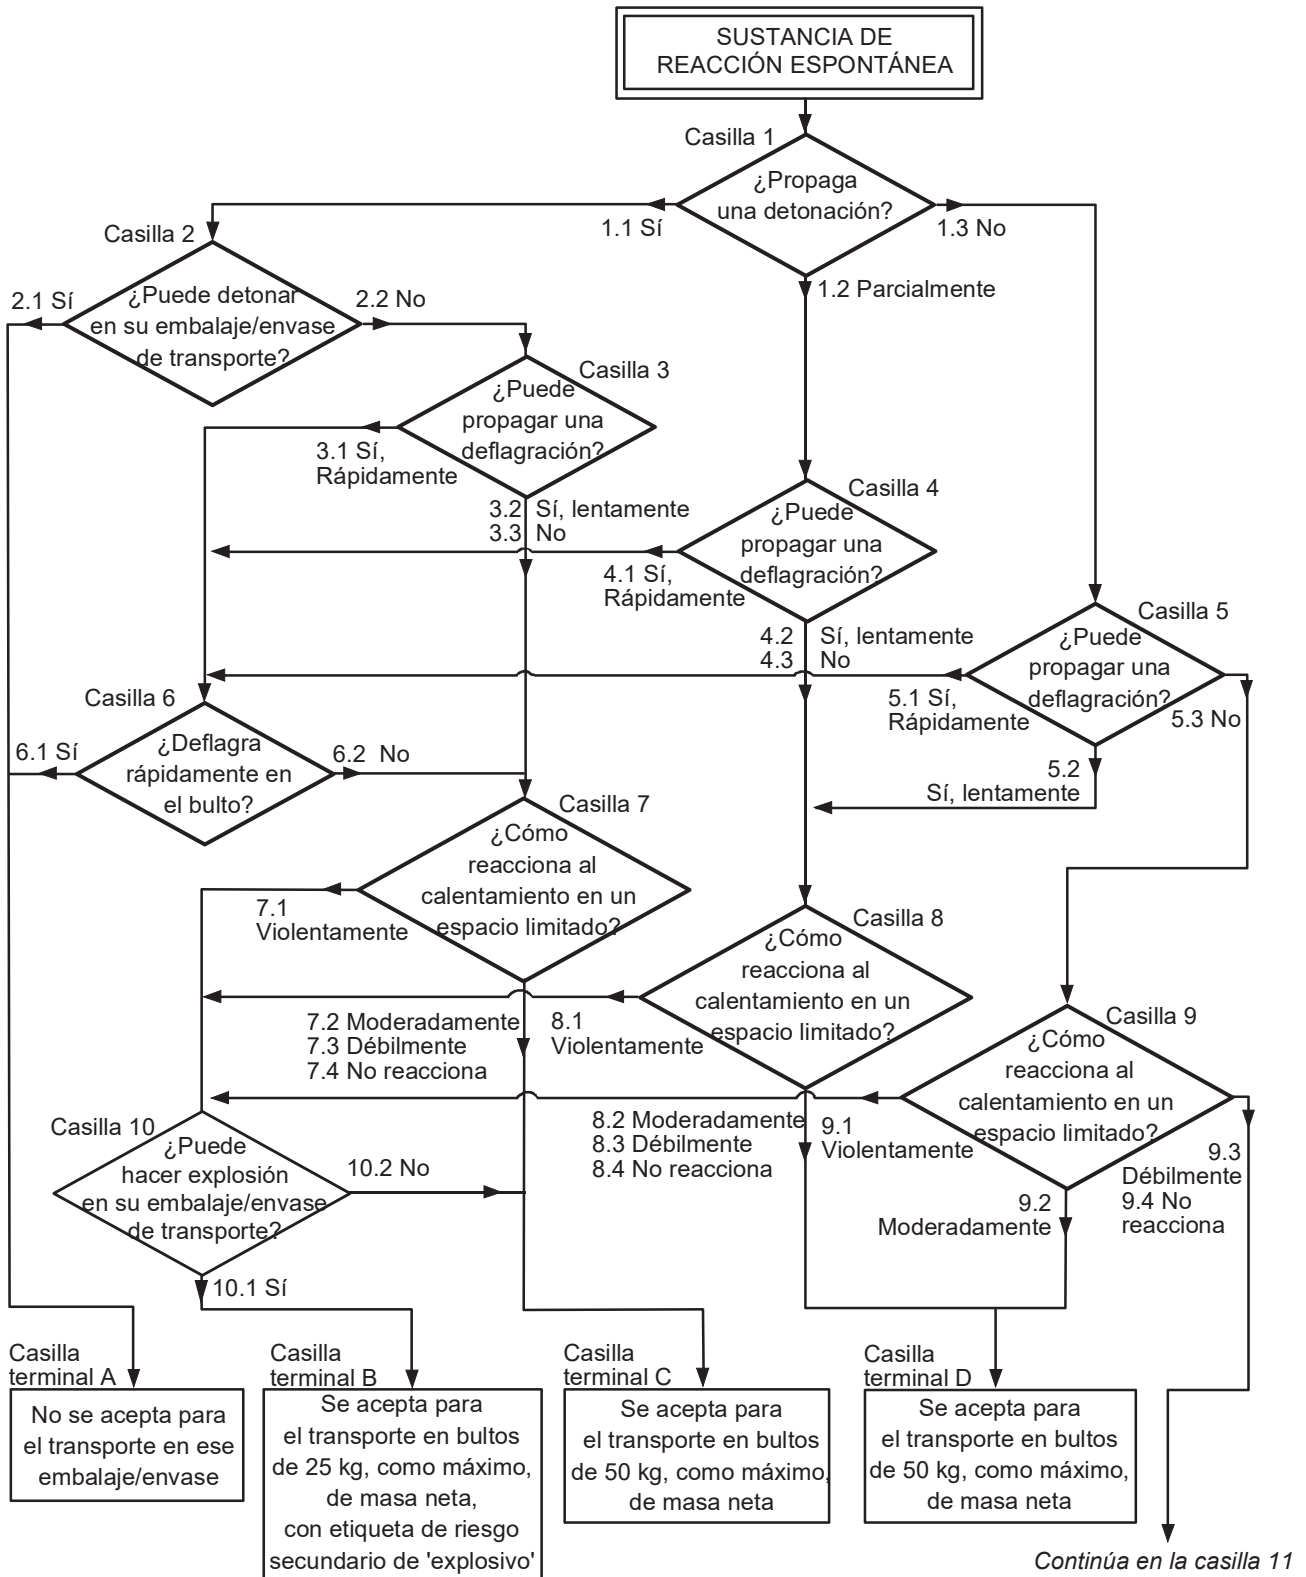 SUSTANCIA DE
REACCIÓN ESPONTÁNEA
Casilla 1
¿Propaga
una detonación?
1.1 Sí
1.3 No
1.2 Parcialmente
Casilla 2
¿Puede detonar
en su embalaje/envase
de transporte?
2.1 Sí
2.2 No
Casilla 3
¿Puede
propagar una
deflagración?
3.1 Sí,
Rápidamente
3.2 Sí, lentamente
3.3 No
Casilla 4
¿Puede
propagar una
deflagración?
4.1 Sí,
Rápidamente
4.2 Sí, lentamente
4.3 No
Casilla 5
¿Puede
propagar una
deflagración?
5.1 Sí,
Rápidamente
5.3 No
5.2
Sí, lentamente
Casilla 6
¿Deflagra
rápidamente en
el bulto?
6.1 Sí
6.2 No
Casilla 7
¿Cómo
reacciona al
calentamiento en un
espacio limitado?
7.1
Violentamente
7.2 Moderadamente
7.3 Débilmente
7.4 No reacciona
Casilla 8
¿Cómo
reacciona al
calentamiento en un
espacio limitado?
8.1
Violentamente
8.2 Moderadamente
8.3 Débilmente
8.4 No reacciona
Casilla 9
¿Cómo
reacciona al
calentamiento en un
espacio limitado?
9.1
Violentamente
9.2
Moderadamente
9.3
Débilmente
9.4 No
reacciona
Casilla 10
¿Puede
hacer explosión
en su embalaje/envase
de transporte?
10.2 No
10.1 Sí
Casilla
terminal A
No se acepta para
el transporte en ese
embalaje/envase
Casilla
terminal B
Se acepta para
el transporte en bultos
de 25 kg, como máximo,
de masa neta,
con etiqueta de riesgo
secundario de 'explosivo'
Casilla
terminal C
Se acepta para
el transporte en bultos
de 50 kg, como máximo,
de masa neta
Casilla
terminal D
Se acepta para
el transporte en bultos
de 50 kg, como máximo,
de masa neta
Continúa en la casilla 11